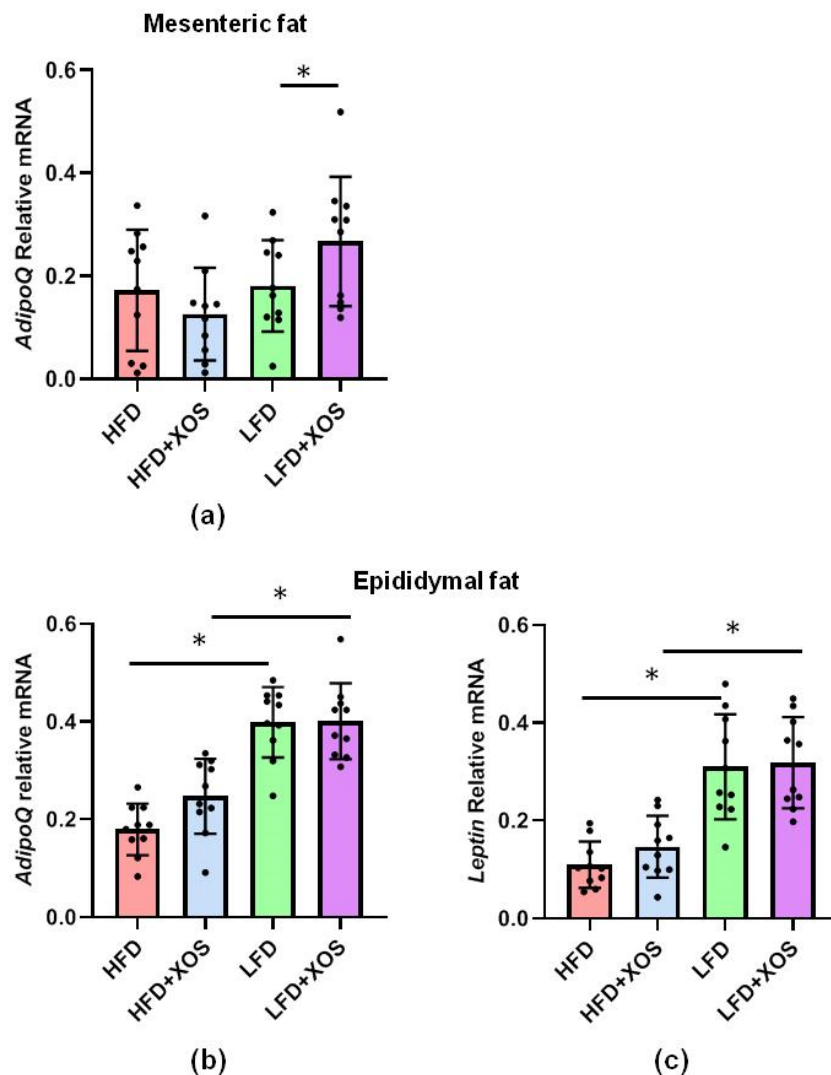 Mesenteric fat
AdipoQ Relative mRNA
0.6
0.4
0.2
0.0
*
HFD
HFD+XOS
LFD
LFD+XOS
(a)
Epididymal fat
AdipoQ relative mRNA
0.6
0.4
0.2
0.0
*
*
HFD
HFD+XOS
LFD
LFD+XOS
(b)
Leptin Relative mRNA
0.6
0.4
0.2
0.0
*
*
HFD
HFD+XOS
LFD
LFD+XOS
(c)